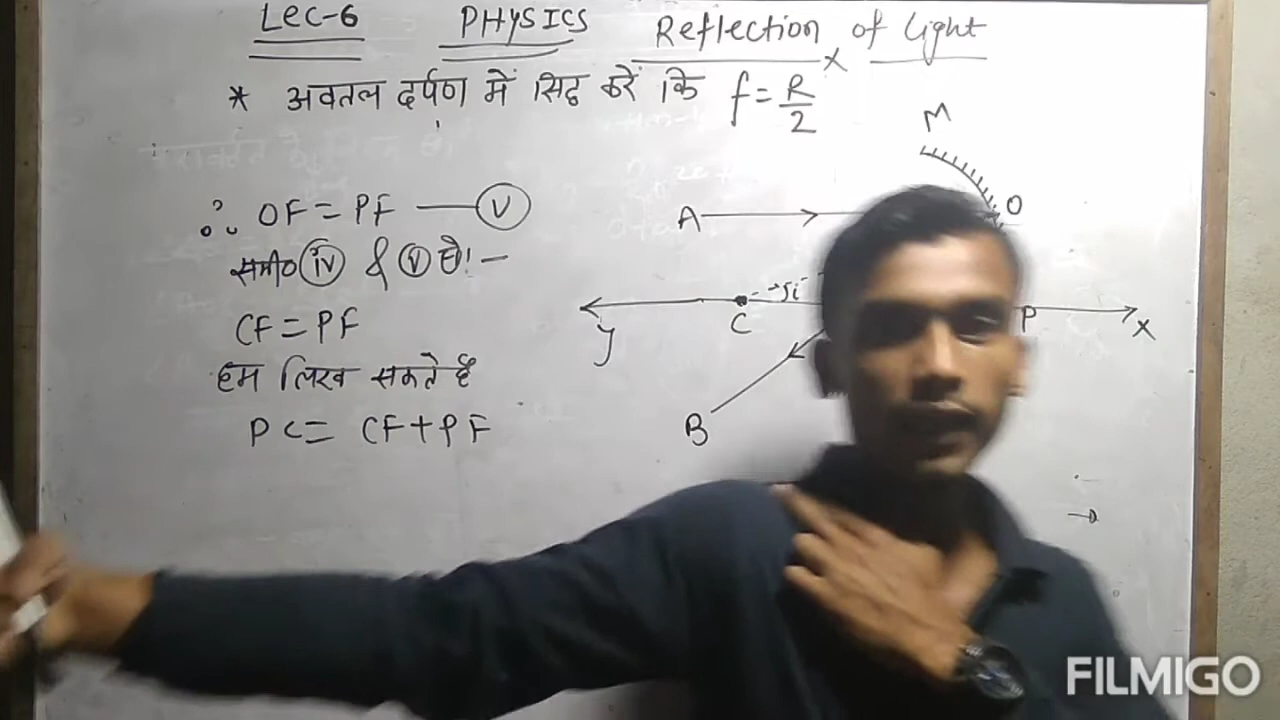 Lec-6 PHYSICS Reflection of light
* अवतल दर्पण में सिद्ध करें कि f = R/2
M
∴ OF = PF — (V)
A O
समी० (iv) & (v) से! -
C i P x
y
CF = PF
हम लिख सकते है
B
PC = CF + PF
FILMIGO